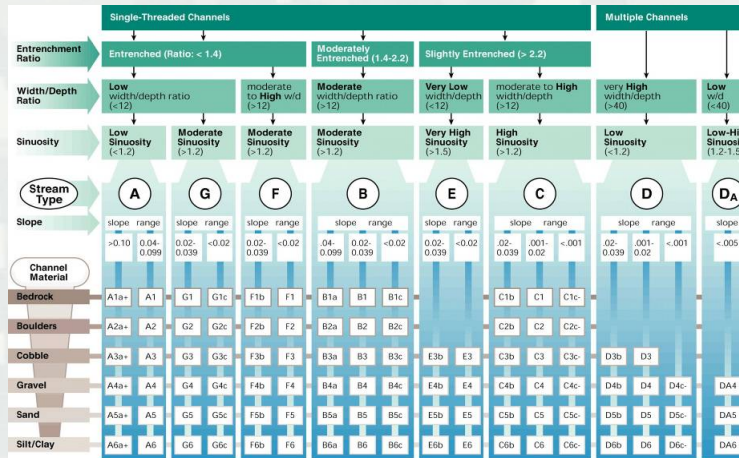 Single-Threaded Channels Multiple Channels
Entrenchment
Ratio
Entrenched (Ratio: < 1.4)
Moderately
Entrenched (1.4-2.2)
Slightly Entrenched (> 2.2)
Width/Depth
Ratio
Low
width/depth ratio
(<12)
moderate
to High w/d
(>12)
Moderate
width/depth ratio
(>12)
Very Low
width/depth
(<12)
moderate to High
width/depth
(>12)
very High
width/depth
(>40)
Low
w/d
(<40)
Sinuosity
Low
Sinuosity
(<1.2)
Moderate
Sinuosity
(>1.2)
Moderate
Sinuosity
(>1.2)
Moderate
Sinuosity
(>1.2)
Very High
Sinuosity
(>1.5)
High
Sinuosity
(>1.2)
Low
Sinuosity
(<1.2)
Low-Hi
Sinuosity
(1.2-1.5
Stream
Type
A G F B E C D DA
Slope
slope range slope range slope range slope range slope range slope range slope range slope
>0.10 0.04-0.099 0.02-0.039 <0.02 0.02-0.039 <0.02 .04-0.099 0.02-0.039 <0.02 0.02-0.039 <0.02 .02-0.039 .001-0.02 <.001 .02-0.039 .001-0.02 <.001 <.005
Channel
Material
Bedrock A1a+ A1 G1 G1c F1b F1 B1a B1 B1c C1b C1 C1c-
Boulders A2a+ A2 G2 G2c F2b F2 B2a B2 B2c C2b C2 C2c-
Cobble A3a+ A3 G3 G3c F3b F3 B3a B3 B3c E3b E3 C3b C3 C3c- D3b D3
Gravel A4a+ A4 G4 G4c F4b F4 B4a B4 B4c E4b E4 C4b C4 C4c- D4b D4 D4c- DA4
Sand A5a+ A5 G5 G5c F5b F5 B5a B5 B5c E5b E5 C5b C5 C5c- D5b D5 D5c- DA5
Silt/Clay A6a+ A6 G6 G6c F6b F6 B6a B6 B6c E6b E6 C6b C6 C6c- D6b D6 D6c- DA6